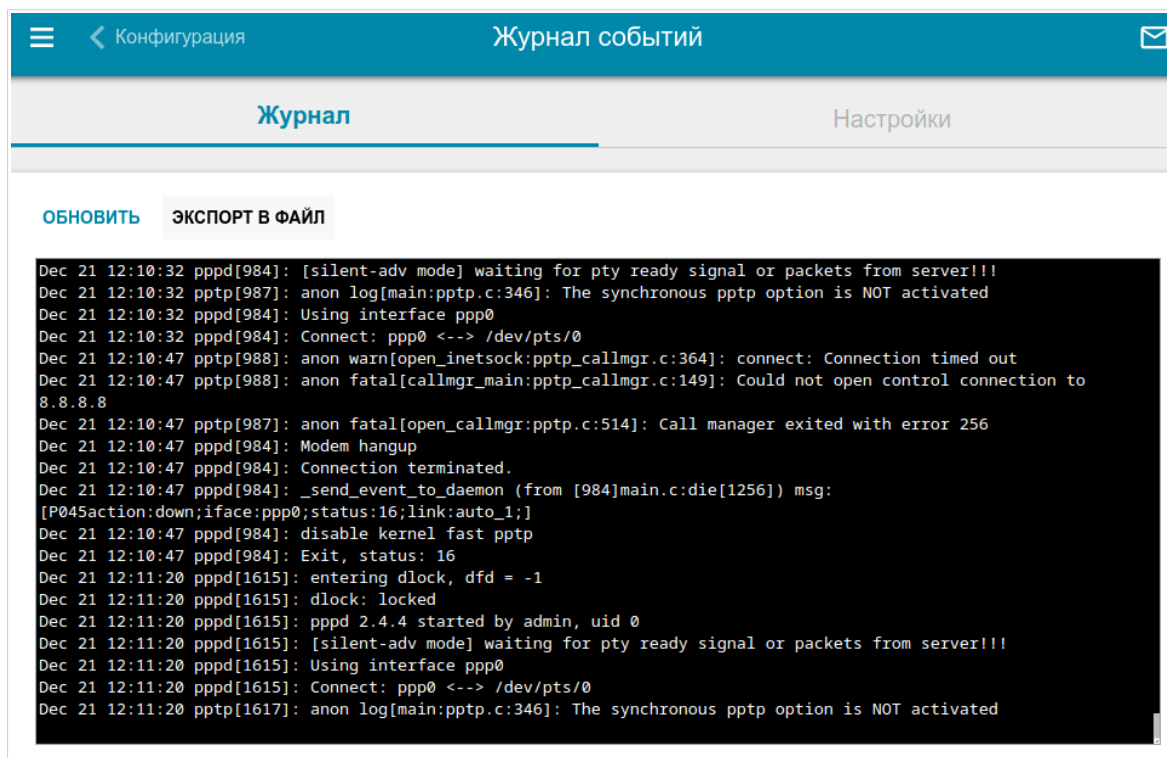 Конфигурация
Журнал событий
Журнал
Настройки
ОБНОВИТЬ
ЭКСПОРТ В ФАЙЛ
Dec 21 12:10:32 pppd[984]: [silent-adv mode] waiting for pty ready signal or packets from server!!!
Dec 21 12:10:32 pptp[987]: anon log[main:pptp.c:346]: The synchronous pptp option is NOT activated
Dec 21 12:10:32 pppd[984]: Using interface ppp0
Dec 21 12:10:32 pppd[984]: Connect: ppp0 <--> /dev/pts/0
Dec 21 12:10:47 pptp[988]: anon warn[open_inetsock:pptp_callmgr.c:364]: connect: Connection timed out
Dec 21 12:10:47 pptp[988]: anon fatal[callmgr_main:pptp_callmgr.c:149]: Could not open control connection to
8.8.8.8
Dec 21 12:10:47 pptp[987]: anon fatal[open_callmgr:pptp.c:514]: Call manager exited with error 256
Dec 21 12:10:47 pppd[984]: Modem hangup
Dec 21 12:10:47 pppd[984]: Connection terminated.
Dec 21 12:10:47 pppd[984]: _send_event_to_daemon (from [984]main.c:die[1256]) msg:
[P045action:down;iface:ppp0;status:16;link:auto_1;]
Dec 21 12:10:47 pppd[984]: disable kernel fast pptp
Dec 21 12:10:47 pppd[984]: Exit, status: 16
Dec 21 12:11:20 pppd[1615]: entering dlock, dfd = -1
Dec 21 12:11:20 pppd[1615]: dlock: locked
Dec 21 12:11:20 pppd[1615]: pppd 2.4.4 started by admin, uid 0
Dec 21 12:11:20 pppd[1615]: [silent-adv mode] waiting for pty ready signal or packets from server!!!
Dec 21 12:11:20 pppd[1615]: Using interface ppp0
Dec 21 12:11:20 pppd[1615]: Connect: ppp0 <--> /dev/pts/0
Dec 21 12:11:20 pptp[1617]: anon log[main:pptp.c:346]: The synchronous pptp option is NOT activated